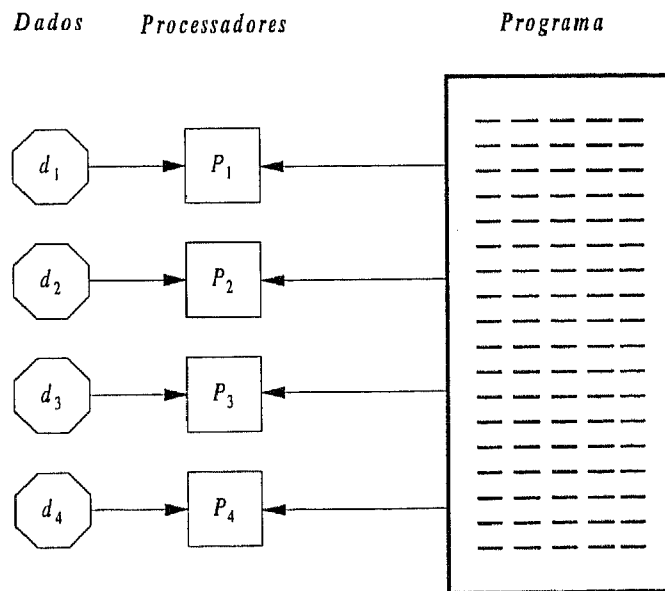 Dados Processadores Programa
d₁ P₁
d₂ P₂
d₃ P₃
d₄ P₄